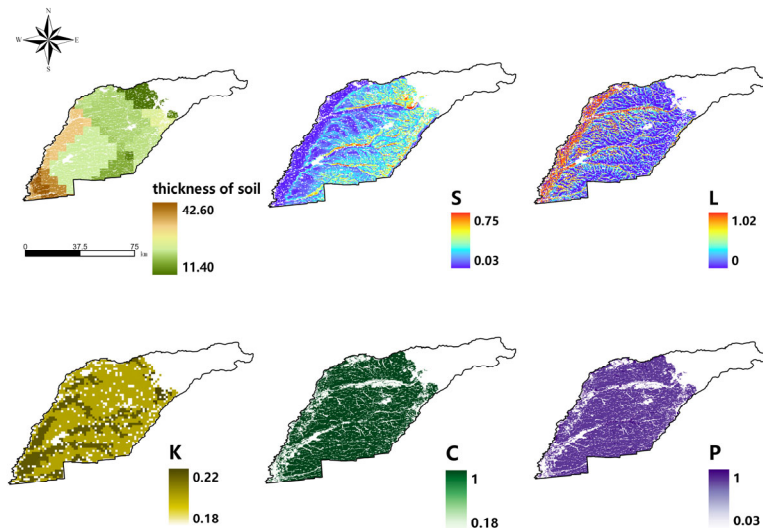 N
W E
S
thickness of soil
42.60
11.40
0 37.5 75
km
S
0.75
0.03
L
1.02
0
K
0.22
0.18
C
1
0.18
P
1
0.03